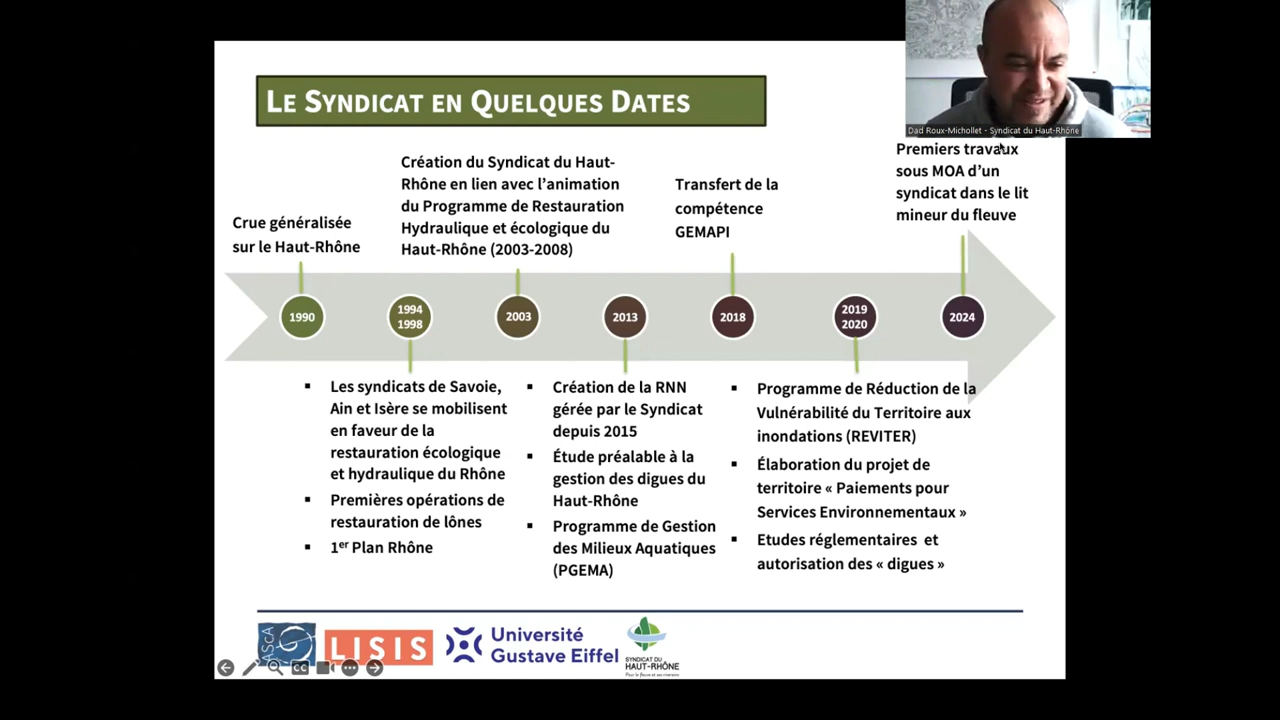 LE SYNDICAT EN QUELQUES DATES
Dad Roux-Michollet - Syndicat du Haut-Rhône
Crue généralisée
sur le Haut-Rhône
Création du Syndicat du Haut-
Rhône en lien avec l'animation
du Programme de Restauration
Hydraulique et écologique du
Haut-Rhône (2003-2008)
Transfert de la
compétence
GEMAPI
Premiers travaux
sous MOA d'un
syndicat dans le lit
mineur du fleuve
1990
1994
1998
2003
2013
2018
2019
2020
2024
▪ Les syndicats de Savoie,
Ain et Isère se mobilisent
en faveur de la
restauration écologique
et hydraulique du Rhône
▪ Premières opérations de
restauration de lônes
▪ 1er Plan Rhône
▪ Création de la RNN
gérée par le Syndicat
depuis 2015
▪ Étude préalable à la
gestion des digues du
Haut-Rhône
▪ Programme de Gestion
des Milieux Aquatiques
(PGEMA)
▪ Programme de Réduction de la
Vulnérabilité du Territoire aux
inondations (REVITER)
▪ Élaboration du projet de
territoire « Paiements pour
Services Environnementaux »
▪ Etudes réglementaires et
autorisation des « digues »
ASCA
LISIS
Université
Gustave Eiffel
SYNDICAT DU
HAUT-RHÔNE
Pour le fleuve et ses riverains
CC